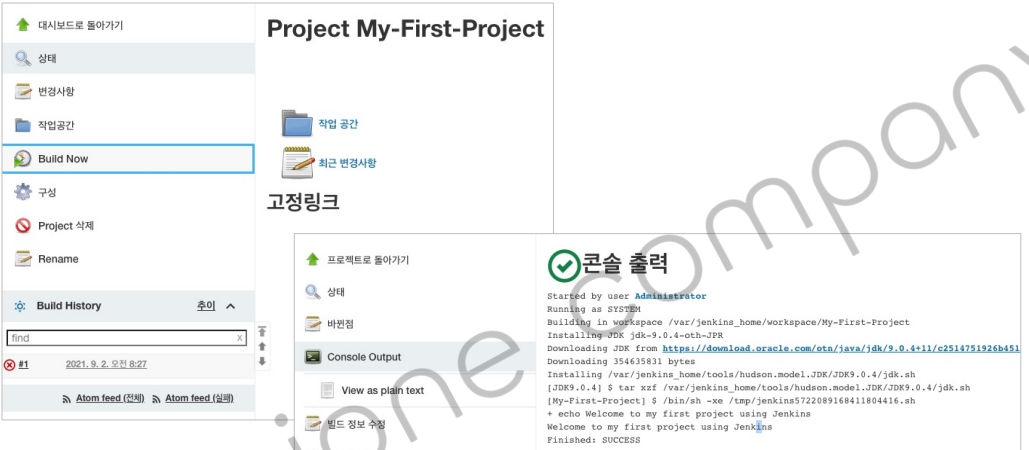 대시보드로 돌아가기
상태
변경사항
작업공간
Build Now
구성
Project 삭제
Rename
Build History 추이
find x
#1 2021. 9. 2. 오전 8:27
Atom feed (전체) Atom feed (실패)
Project My-First-Project
작업 공간
최근 변경사항
고정링크
프로젝트로 돌아가기
상태
바뀐점
Console Output
View as plain text
빌드 정보 수정
콘솔 출력
Started by user Administrator
Running as SYSTEM
Building in workspace /var/jenkins_home/workspace/My-First-Project
Installing JDK jdk-9.0.4-oth-JPR
Downloading JDK from https://download.oracle.com/otn/java/jdk/9.0.4+11/c2514751926b451
Downloading 354635831 bytes
Installing /var/jenkins_home/tools/hudson.model.JDK/JDK9.0.4/jdk.sh
[JDK9.0.4] $ tar xzf /var/jenkins_home/tools/hudson.model.JDK/JDK9.0.4/jdk.sh
[My-First-Project] $ /bin/sh -xe /tmp/jenkins5722089168411804416.sh
+ echo Welcome to my first project using Jenkins
Welcome to my first project using Jenkins
Finished: SUCCESS
ione company